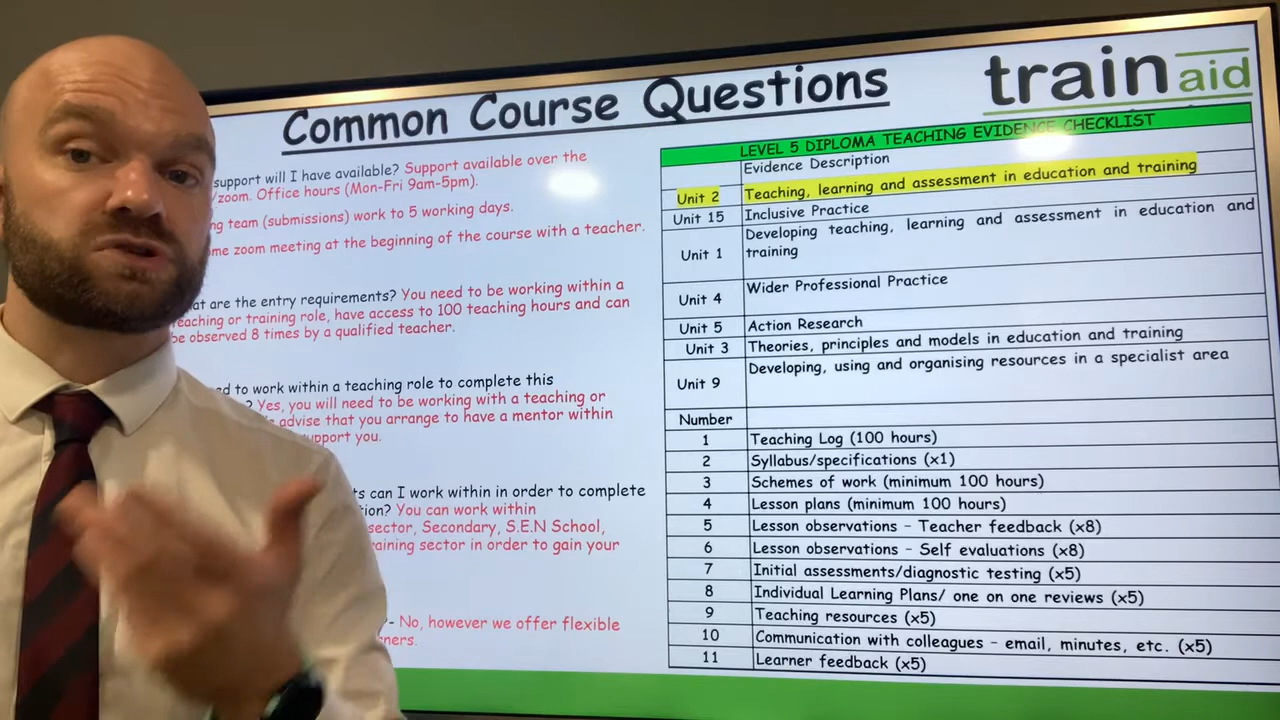 Common Course Questions
train aid
support will I have available? Support available over the
/zoom. Office hours (Mon-Fri 9am-5pm).
team (submissions) work to 5 working days.
zoom meeting at the beginning of the course with a teacher.
are the entry requirements? You need to be working within a
teaching or training role, have access to 100 teaching hours and can
be observed 8 times by a qualified teacher.
to work within a teaching role to complete this
? Yes, you will need to be working with a teaching or
advise that you arrange to have a mentor within
support you.
can I work within in order to complete
? You can work within
sector, Secondary, S.E.N School,
sector in order to gain your
- No, however we offer flexible
LEVEL 5 DIPLOMA TEACHING EVIDENCE CHECKLIST
Evidence Description
Unit 2 Teaching, learning and assessment in education and training
Unit 15 Inclusive Practice
Unit 1 Developing teaching, learning and assessment in education and
training
Unit 4 Wider Professional Practice
Unit 5 Action Research
Unit 3 Theories, principles and models in education and training
Unit 9 Developing, using and organising resources in a specialist area
Number
1 Teaching Log (100 hours)
2 Syllabus/specifications (x1)
3 Schemes of work (minimum 100 hours)
4 Lesson plans (minimum 100 hours)
5 Lesson observations - Teacher feedback (x8)
6 Lesson observations - Self evaluations (x8)
7 Initial assessments/diagnostic testing (x5)
8 Individual Learning Plans/ one on one reviews (x5)
9 Teaching resources (x5)
10 Communication with colleagues - email, minutes, etc. (x5)
11 Learner feedback (x5)